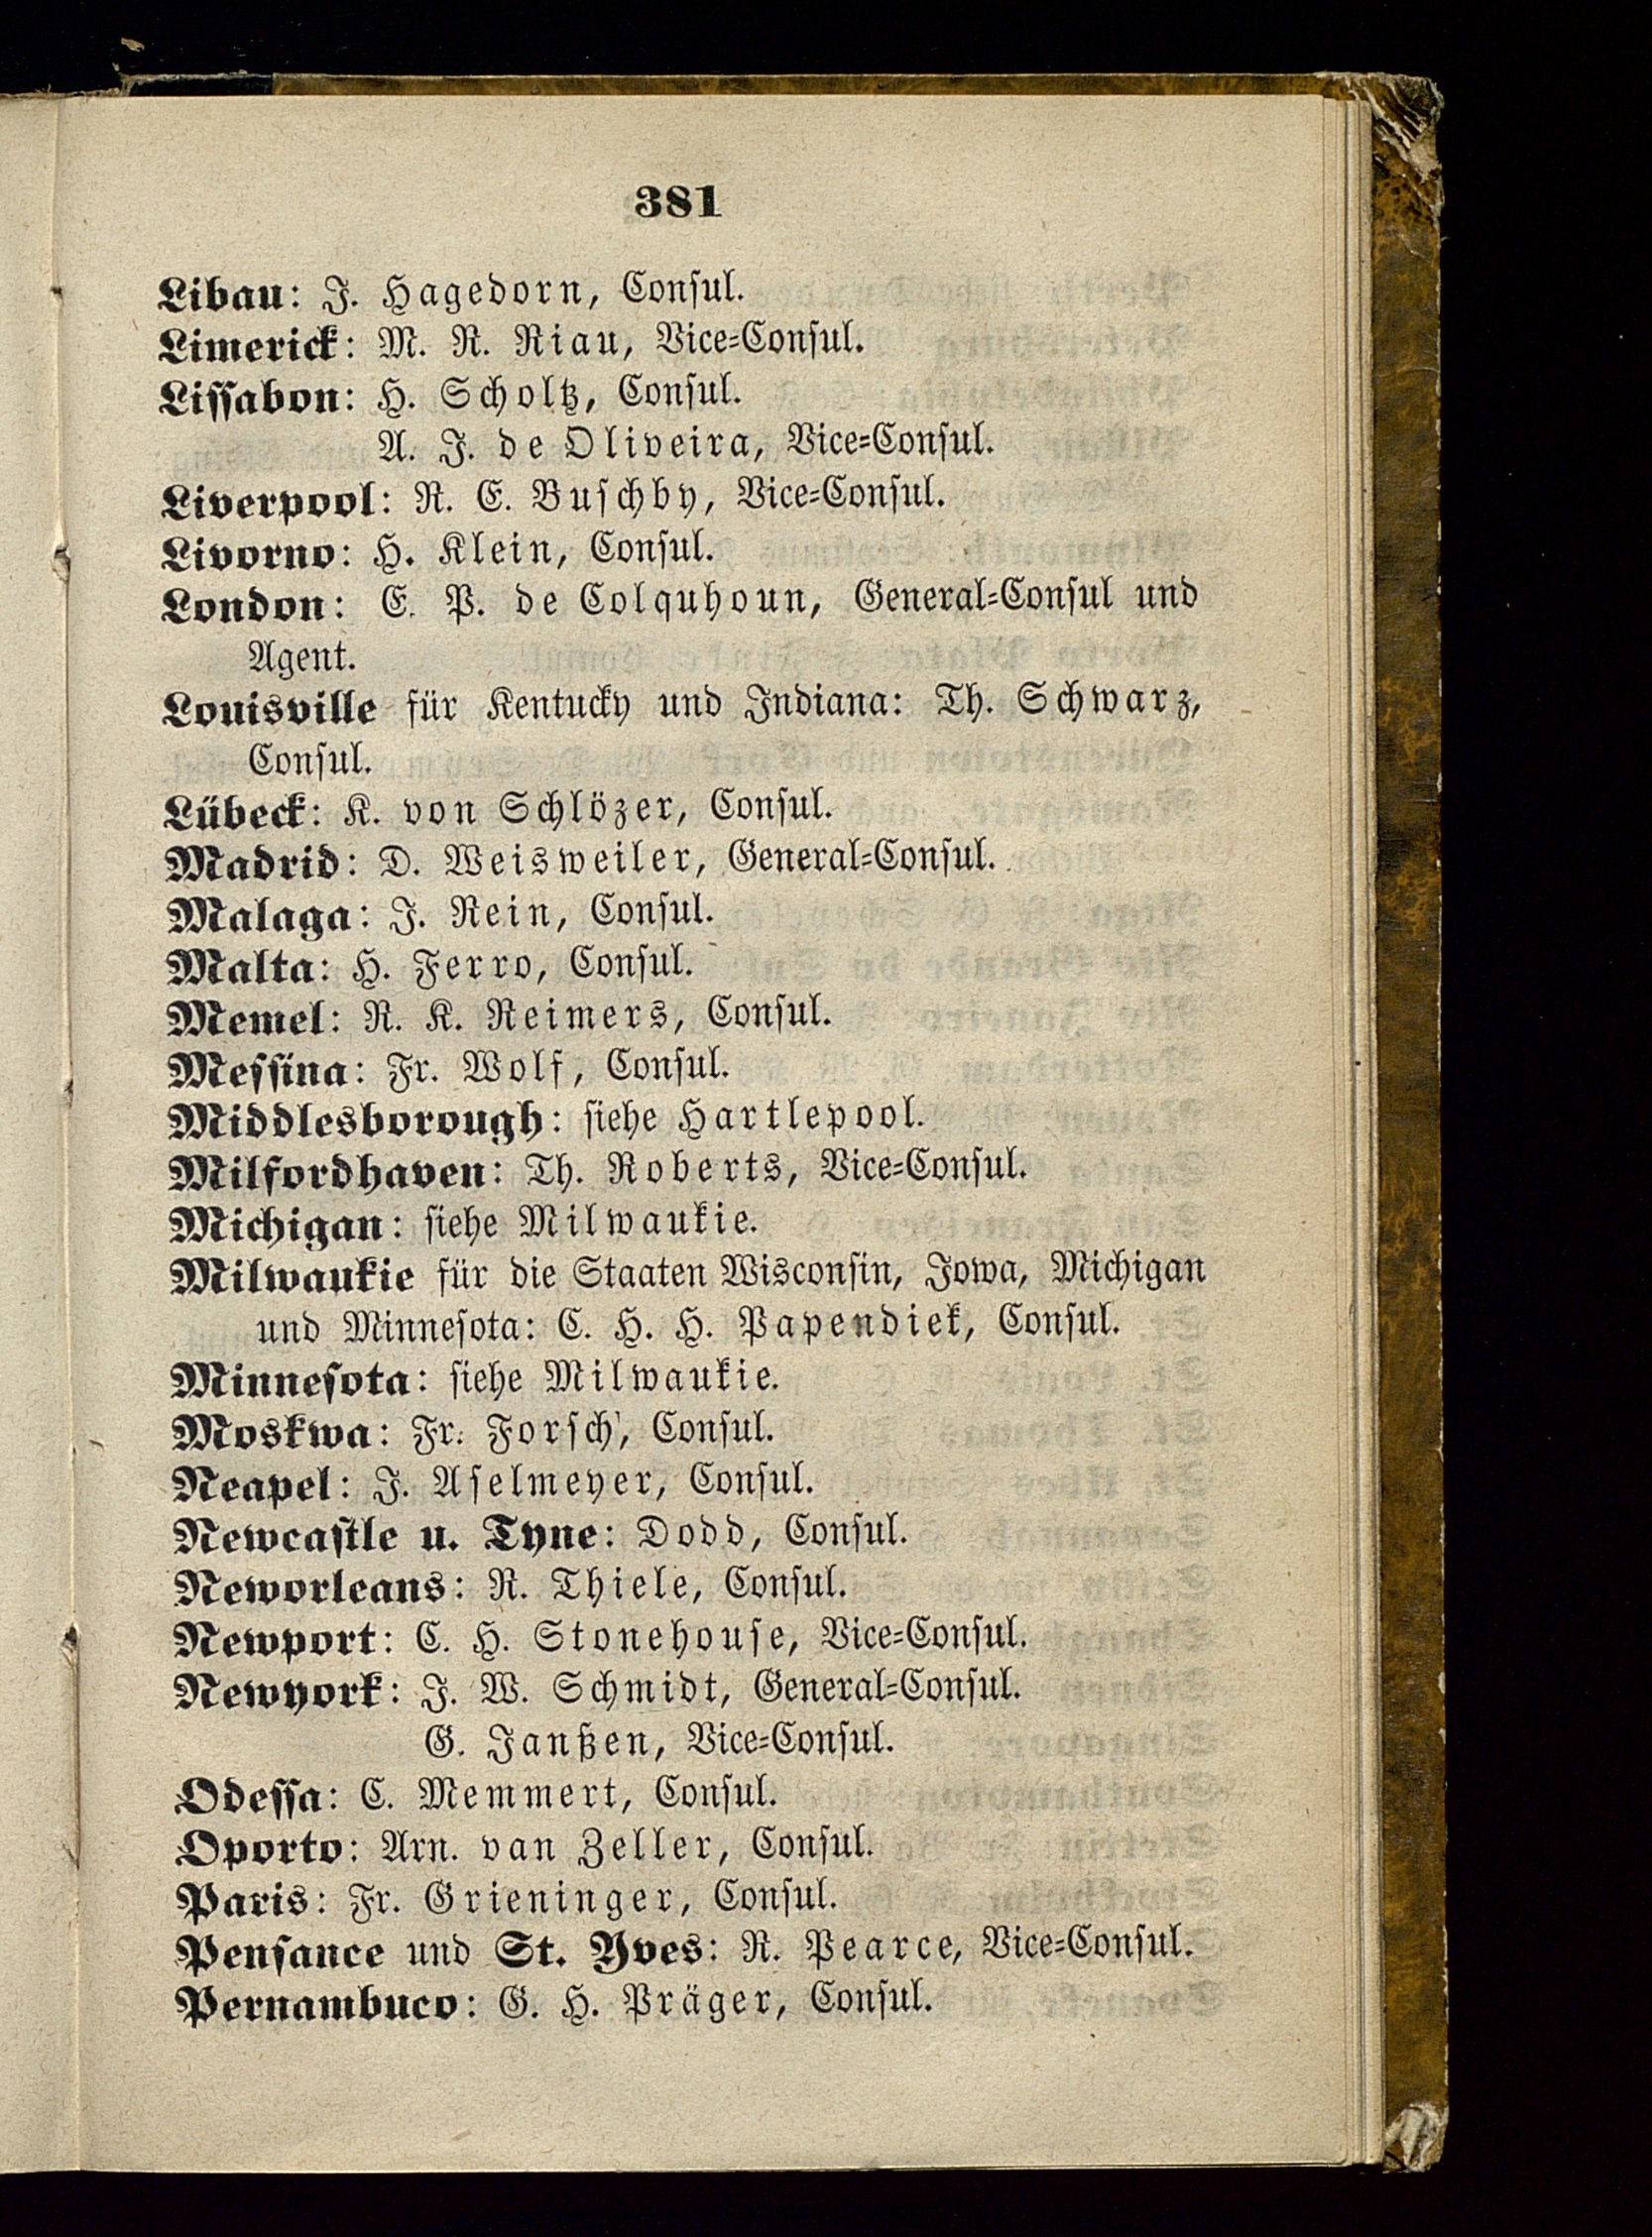 381
Libau: J. Hagedorn, Consul.
Limerick: M. R. Riau, Vice=Consul.
Lissabon: H. Scholtz, Consul.
A. J. de Oliveira, Vice=Consul.
Liverpool: R. E. Buschby, Vice=Consul.
Livorno: H. Klein, Consul.
London: E. P. de Colquhoun, General=Consul und
Agent.
Louisville für Kentucky und Indiana: Th. Schwarz,
Consul.
Lübeck: K. von Schlözer, Consul.
Madrid: D. Weisweiler, General=Consul.
Malaga: J. Rein, Consul.
Malta: H. Ferro, Consul.
Memel: R. K. Reimers, Consul.
Messina: Fr. Wolf, Consul.
Middlesborough: siehe Hartlepool.
Milfordhaven: Th. Roberts, Vice=Consul.
Michigan: siehe Milwaukie.
Milwaukie für die Staaten Wisconsin, Jowa, Michigan
und Minnesota: C. H. H. Papendiek, Consul.
Minnesota: siehe Milwaukie.
Moskwa: Fr. Forsch, Consul.
Neapel: J. Aselmeyer, Consul.
Newcastle u. Tyne: Dodd, Consul.
Neworleans: R. Thiele, Consul.
Newport: C. H. Stonehouse, Vice=Consul.
Newyork: J. W. Schmidt, General=Consul.
G. Janßen, Vice=Consul.
Odessa: C. Memmert, Consul.
Oporto: Arn. van Zeller, Consul.
Paris: Fr. Grieninger, Consul.
Pensance und St. Yves: R. Pearce, Vice=Consul.
Pernambuco: G. H. Präger, Consul.